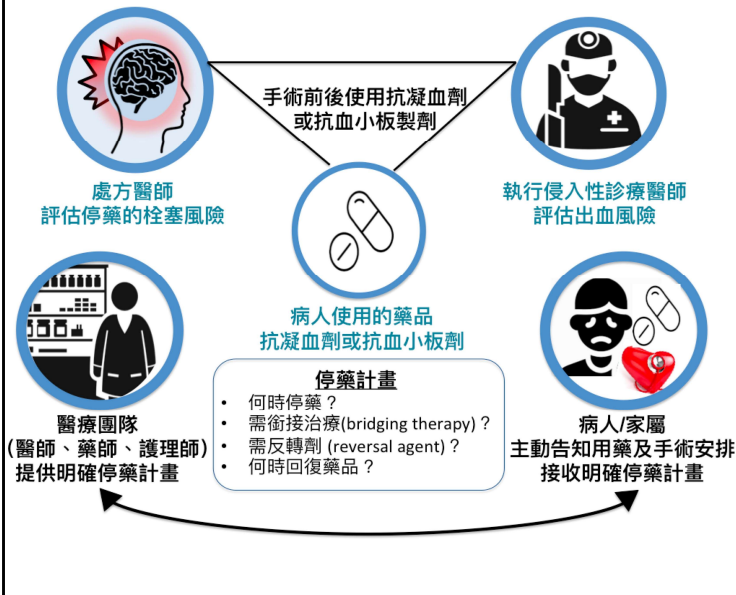 手術前後使用抗凝血劑
或抗血小板製劑
處方醫師
評估停藥的栓塞風險
執行侵入性診療醫師
評估出血風險
病人使用的藥品
抗凝血劑或抗血小板劑
停藥計畫
• 何時停藥？
• 需銜接治療(bridging therapy)？
• 需反轉劑 (reversal agent)？
• 何時回復藥品？
醫療團隊
(醫師、藥師、護理師)
提供明確停藥計畫
病人/家屬
主動告知用藥及手術安排
接收明確停藥計畫